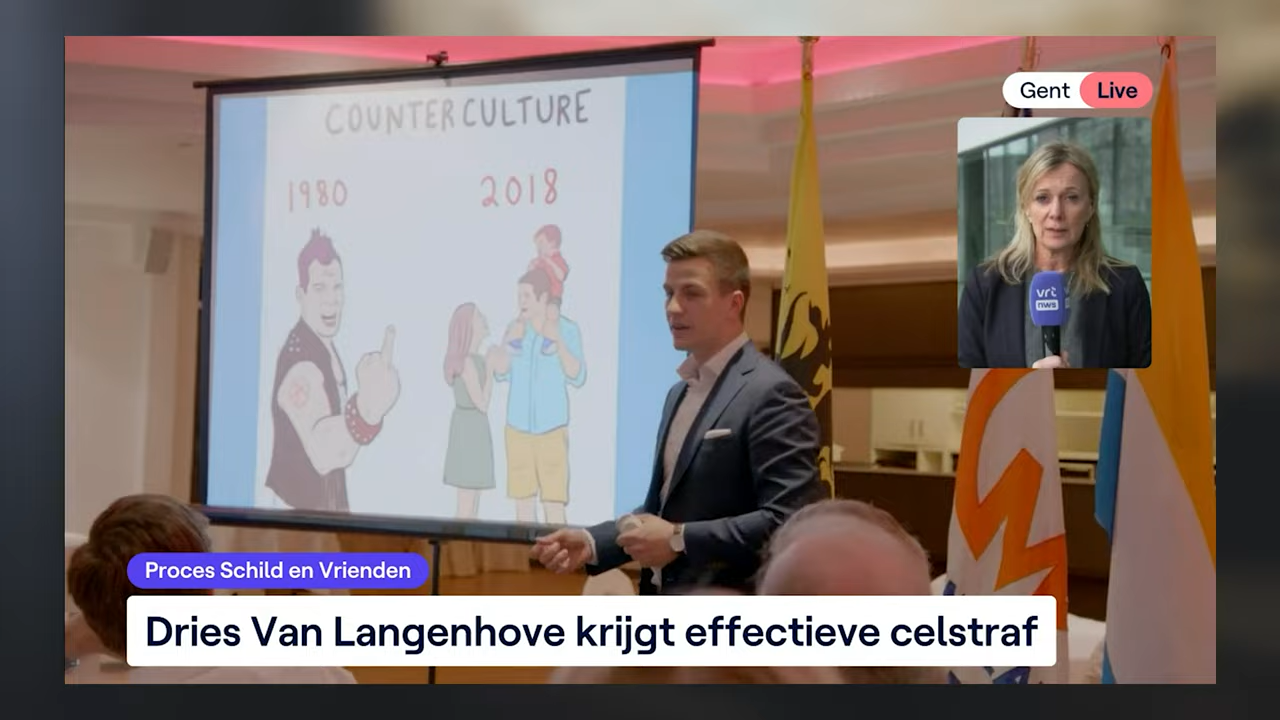 COUNTER CULTURE
1980 2018
Gent Live
vrt
nws
Proces Schild en Vrienden
Dries Van Langenhove krijgt effectieve celstraf